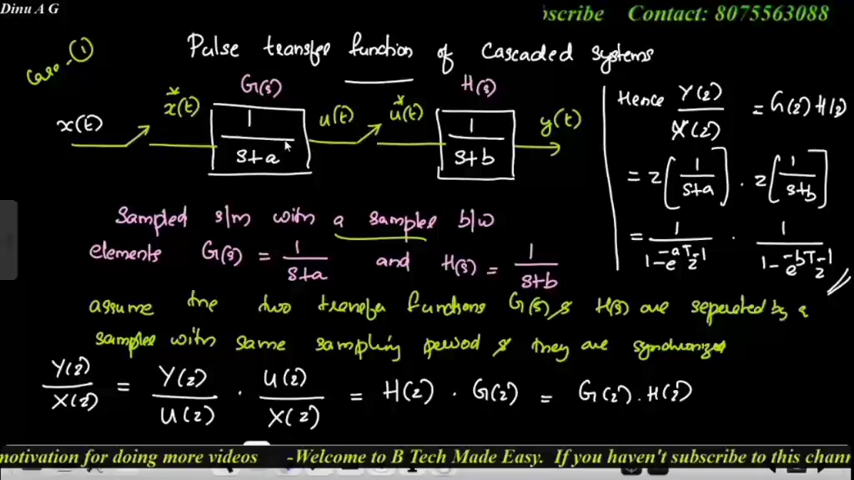 Dinu A G
scribe Contact: 8075563088
Case-①
Pulse transfer function of Cascaded systems
G(s)
H(s)
x(t)
x*(t)
1
s+a
u(t)
u*(t)
1
s+b
y(t)
Hence Y(z)/X(z) = G(z) H(z)
= z[1/s+a] . z[1/s+b]
= 1/1-e^-aT z^-1 . 1/1-e^-bT z^-1
Sampled s/m with a sampler b/w
elements G(s) = 1/s+a and H(s) = 1/s+b
assume the two transfer functions G(s) & H(s) are seperated by a
sampler with same sampling period & they are synchronized
Y(z)/X(z) = Y(z)/U(z) . U(z)/X(z) = H(z) . G(z) = G(z) . H(z)
motivation for doing more videos -Welcome to B Tech Made Easy. If you haven't subscribe to this chann